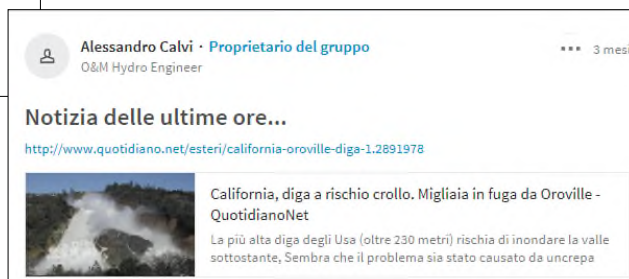 Alessandro Calvi · Proprietario del gruppo
O&M Hydro Engineer
3 mesi
Notizia delle ultime ore...
http://www.quotidiano.net/esteri/california-oroville-diga-1.2891978
California, diga a rischio crollo. Migliaia in fuga da Oroville -
QuotidianoNet
La più alta diga degli Usa (oltre 230 metri) rischia di inondare la valle
sottostante, Sembra che il problema sia stato causato da uncrepa